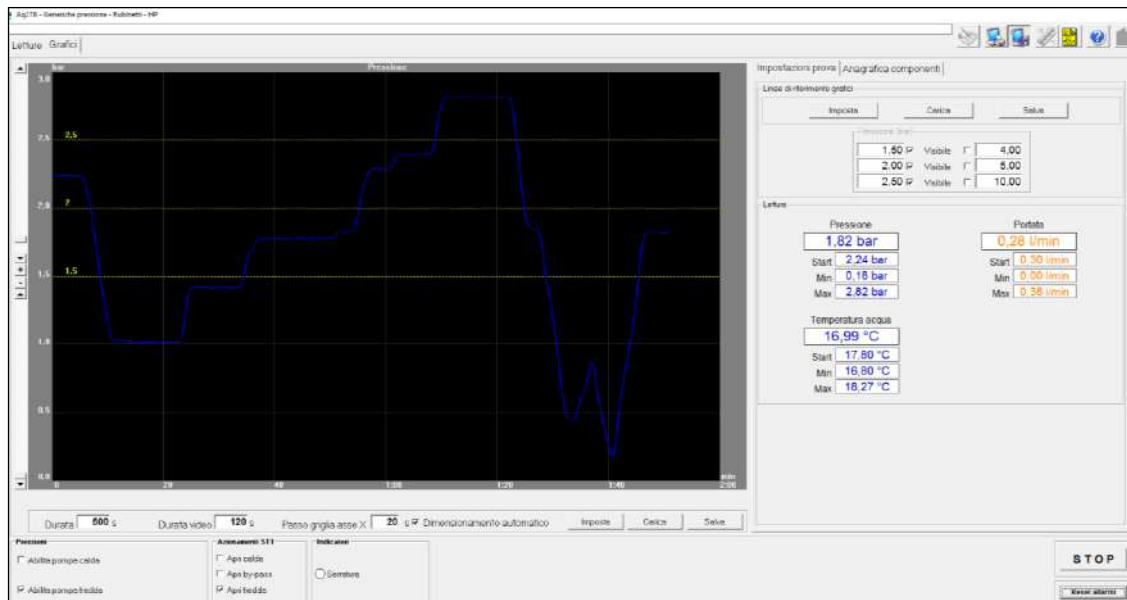 Aq27B - Generiche pressione - Rubinetti - HP
Letture Grafici
bar Pressione
3,0
2,5 2,5
2,0 2
1,5 1,5
1,0
0,5
0,0
0 20 40 1:00 1:20 1:40 2:00
min
Durata 600 s Durata video 120 s Passo griglia asse X 20 s Dimensionamento automatico Imposta Carica Salva
Impostazioni prova Anagrafica componenti
Linee di riferimento grafici
Imposta Carica Salva
Pressione [bar]
1,50 Visibile 4,00
2,00 Visibile 5,00
2,50 Visibile 10,00
Letture
Pressione Portata
1,82 bar 0,28 l/min
Start 2,24 bar Start 0,30 l/min
Min 0,18 bar Min 0,00 l/min
Max 2,82 bar Max 0,38 l/min
Temperatura acqua
16,99 °C
Start 17,80 °C
Min 16,80 °C
Max 18,27 °C
Abilita pompa calda
Abilita pompa fredda
Azionamenti ST1
Apri calda
Apri by-pass
Apri fredda
Indicatori
STOP
Reset allarmi